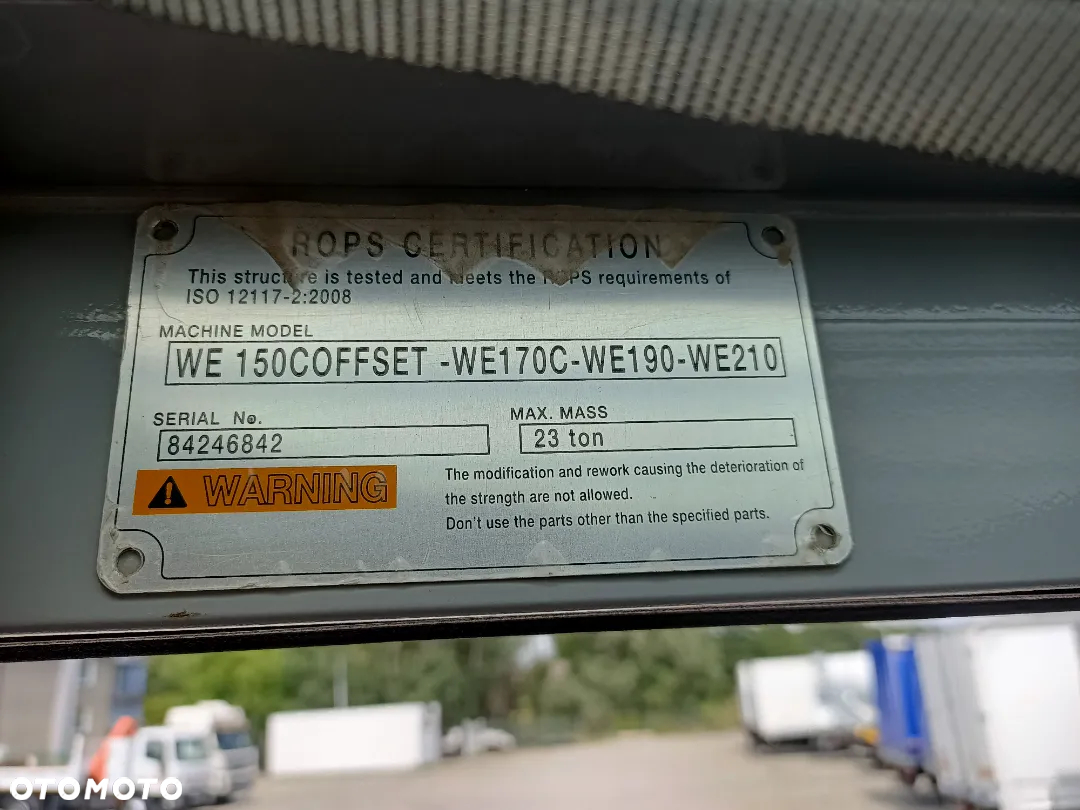 ROPS CERTIFICATION
This structure is tested and meets the ROPS requirements of
ISO 12117-2:2008
MACHINE MODEL
WE 150COFFSET -WE170C-WE190-WE210
SERIAL No.
84246842
MAX. MASS
23 ton
WARNING
The modification and rework causing the deterioration of
the strength are not allowed.
Don't use the parts other than the specified parts.
OTOMOTO